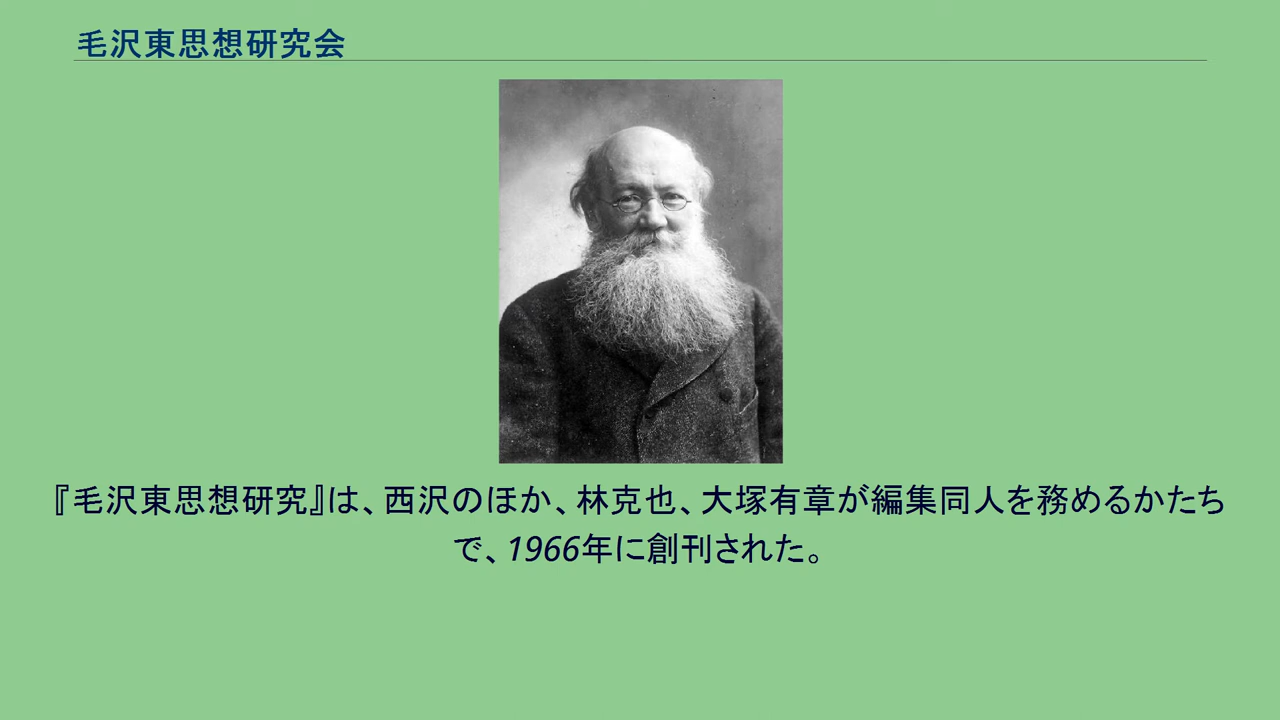 毛沢東思想研究会
『毛沢東思想研究』は、西沢のほか、林克也、大塚有章が編集同人を務めるかたち
で、1966年に創刊された。